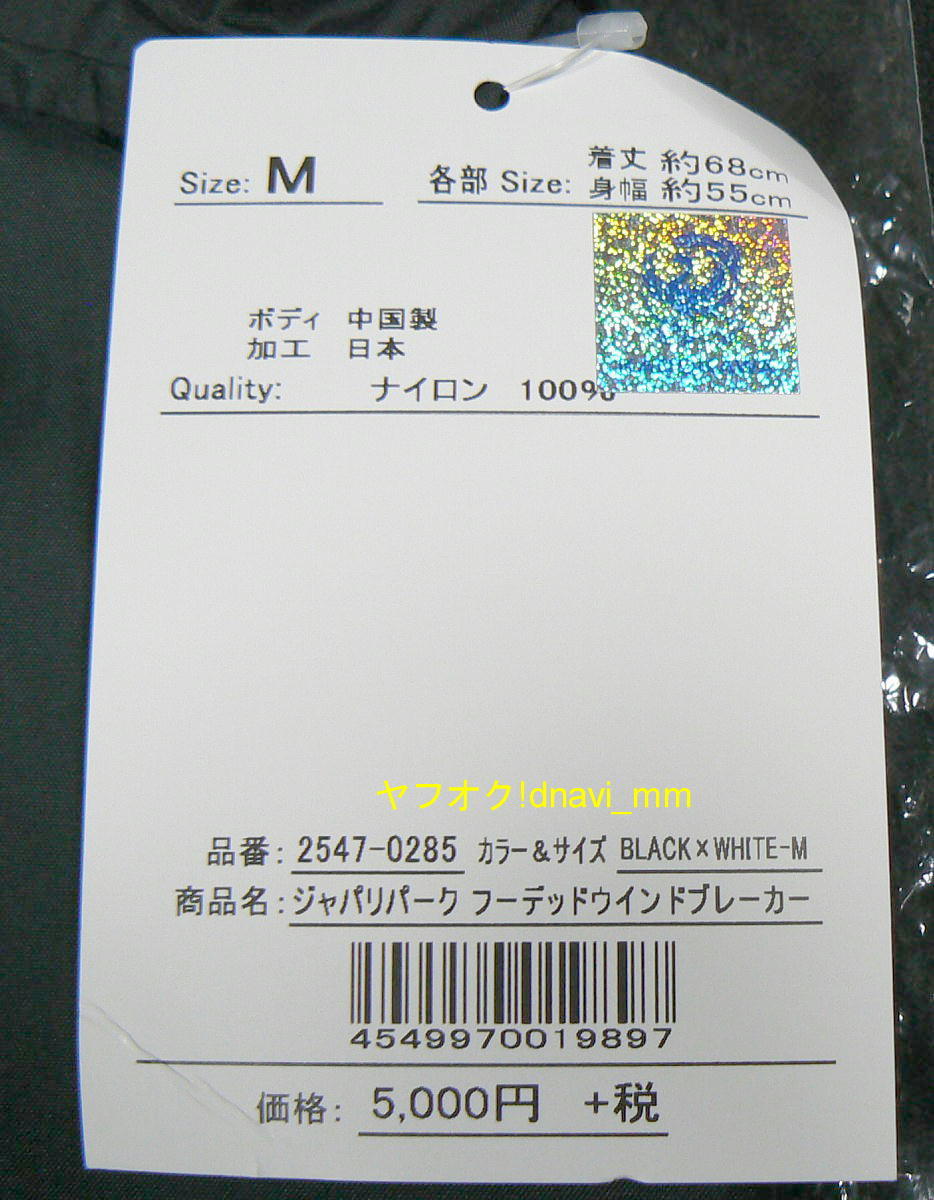 Size: M 各部 Size: 着丈 約68cm
身幅 約55cm
ボディ 中国製
加工 日本
Quality: ナイロン 100%
ヤフオク!dnavi_mm
品番: 2547-0285 カラー&サイズ BLACK×WHITE-M
商品名: ジャパリパーク フーデッドウインドブレーカー
4549970019897
価格: 5,000円 +税